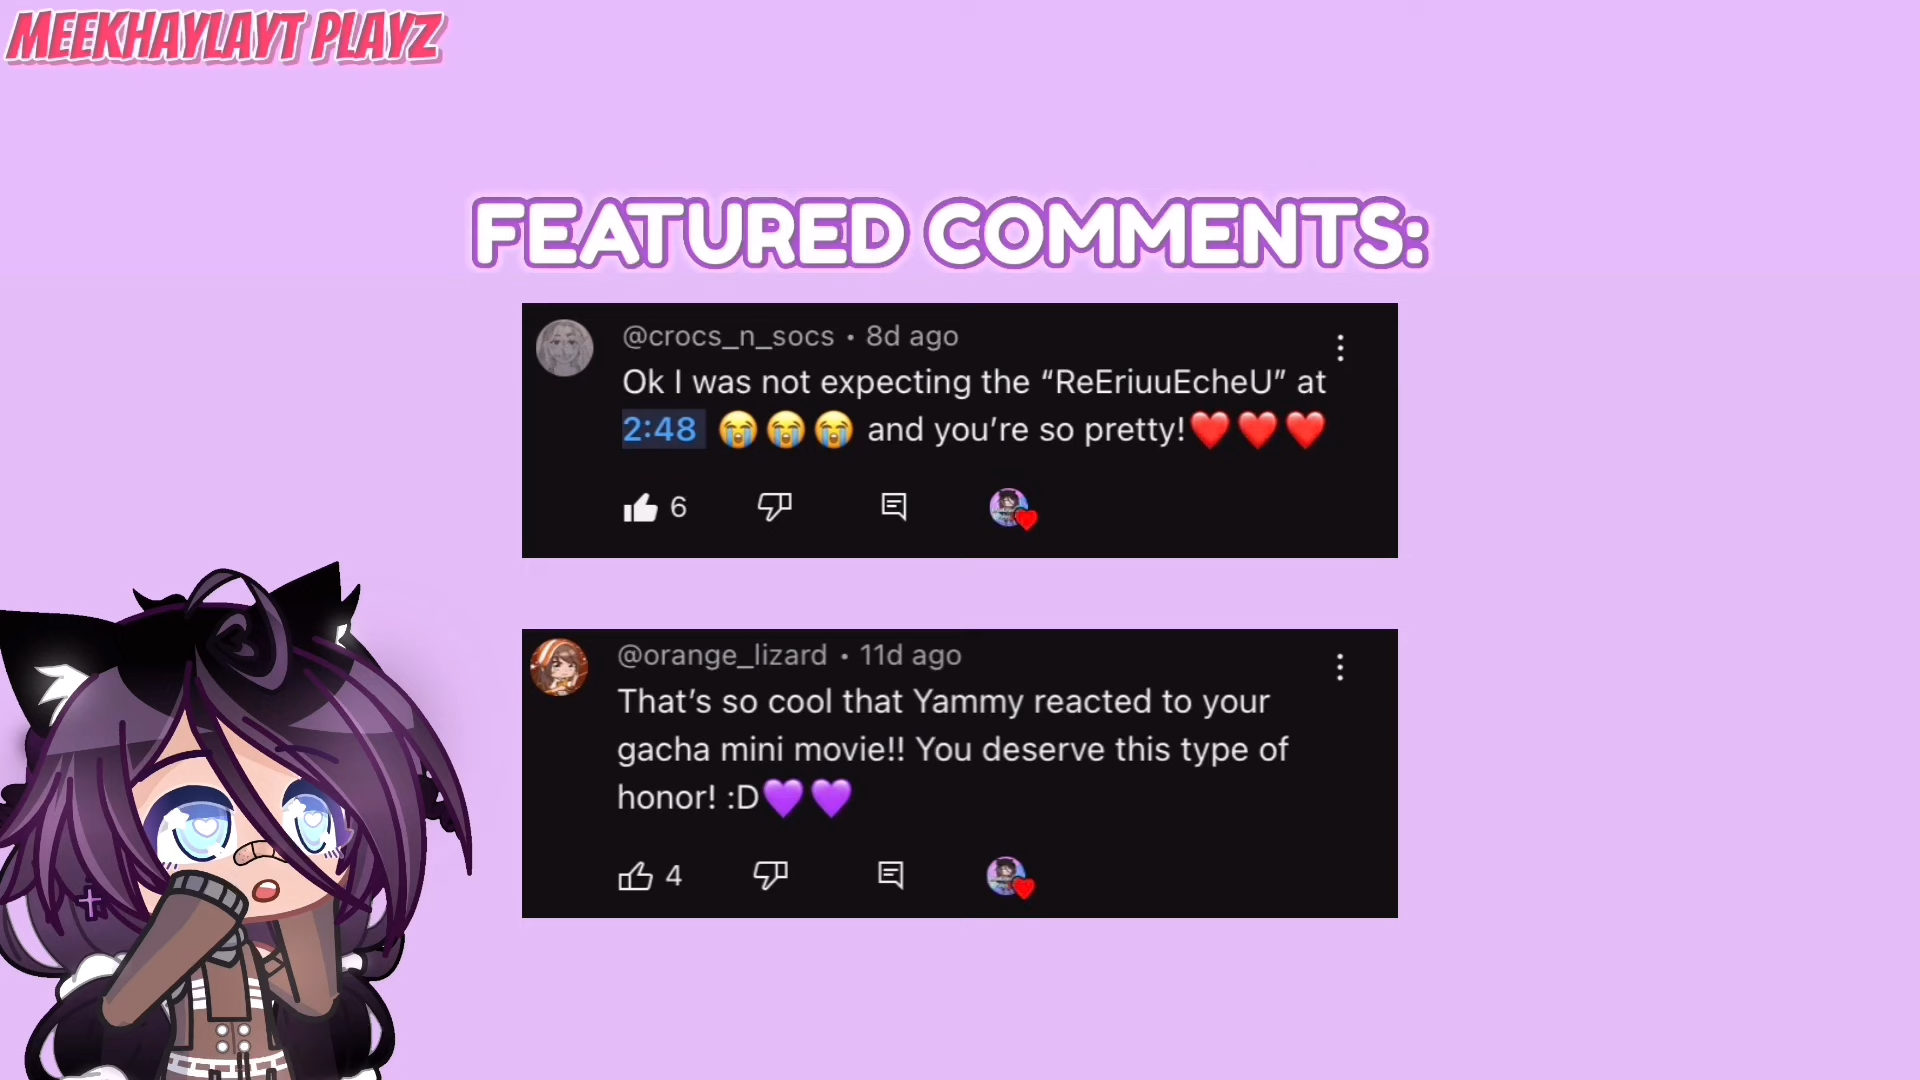 MEEKHAYLAYT PLAYZ
FEATURED COMMENTS:
@crocs_n_socs • 8d ago
Ok I was not expecting the “ReEriuuEcheU” at
2:48 😭😭😭 and you’re so pretty!❤️❤️❤️
6
@orange_lizard • 11d ago
That’s so cool that Yammy reacted to your
gacha mini movie!! You deserve this type of
honor! :D💜💜
4